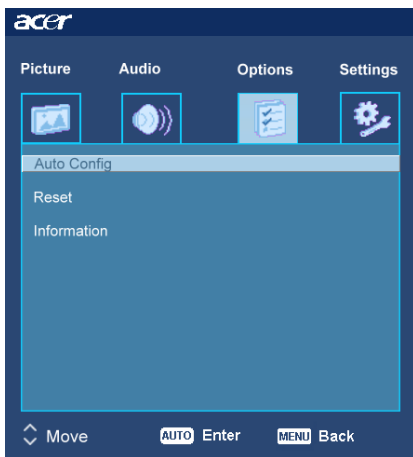 acer
Picture Audio Options Settings
Auto Config
Reset
Information
Move AUTO Enter MENU Back